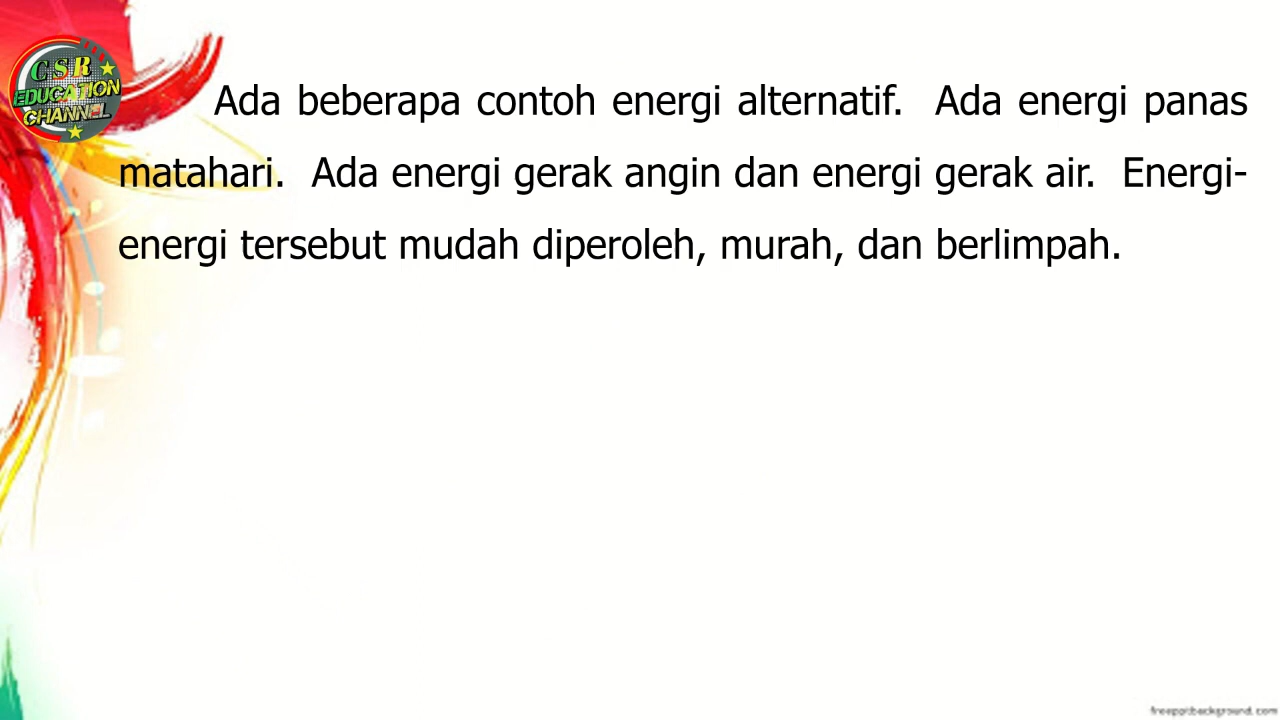 CSR
EDUCATION
CHANNEL
Ada beberapa contoh energi alternatif. Ada energi panas
matahari. Ada energi gerak angin dan energi gerak air. Energi-
energi tersebut mudah diperoleh, murah, dan berlimpah.
freepptbackground.com